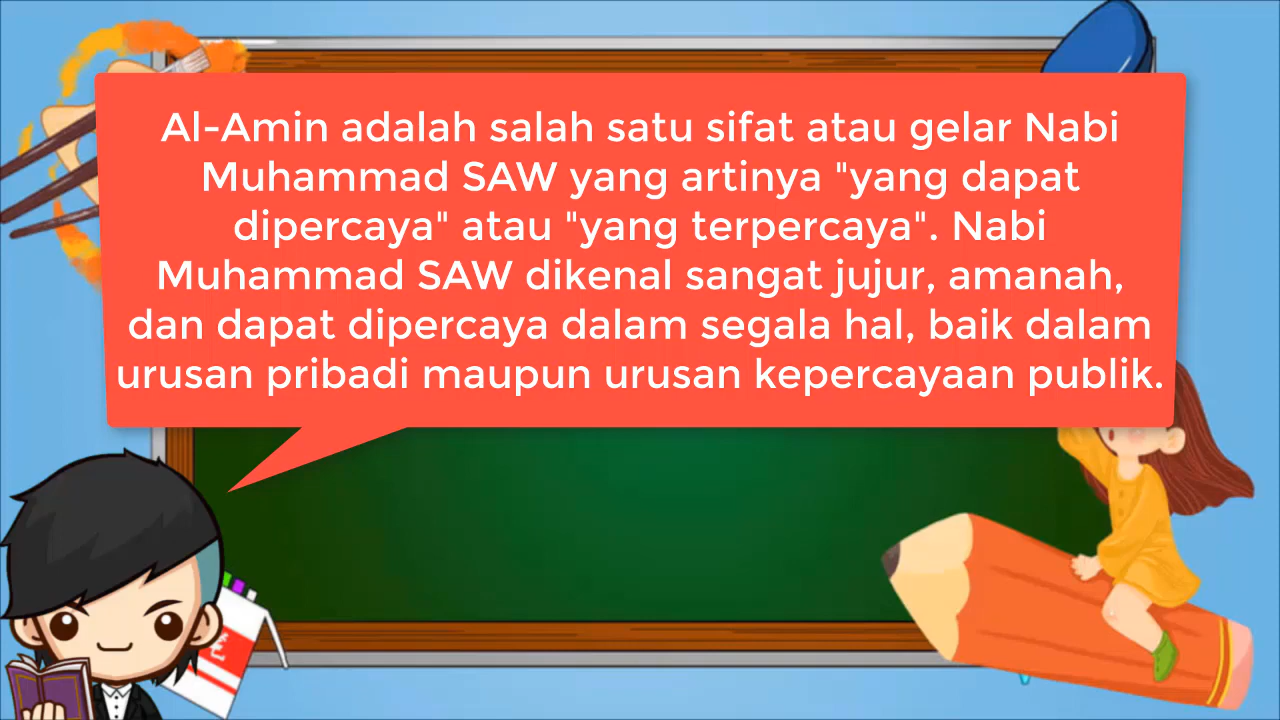 Al-Amin adalah salah satu sifat atau gelar Nabi
Muhammad SAW yang artinya "yang dapat
dipercaya" atau "yang terpercaya". Nabi
Muhammad SAW dikenal sangat jujur, amanah,
dan dapat dipercaya dalam segala hal, baik dalam
urusan pribadi maupun urusan kepercayaan publik.